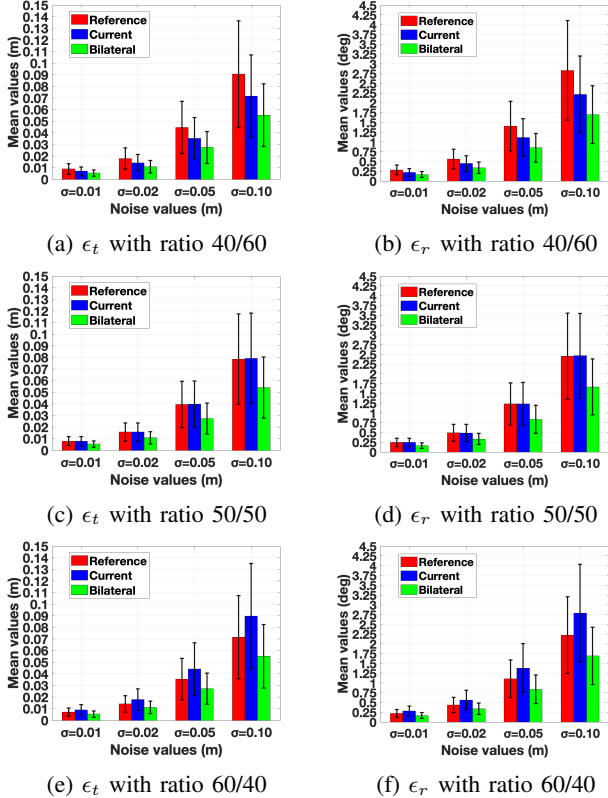 Mean values (m)
0.15
0.14
0.13
0.12
0.11
0.1
0.09
0.08
0.07
0.06
0.05
0.04
0.03
0.02
0.01
0
Reference
Current
Bilateral
σ=0.01 σ=0.02 σ=0.05 σ=0.10
Noise values (m)
(a) ϵt with ratio 40/60
Mean values (deg)
4.5
4.25
4
3.75
3.5
3.25
3
2.75
2.5
2.25
2
1.75
1.5
1.25
1
0.75
0.5
0.25
0
Reference
Current
Bilateral
σ=0.01 σ=0.02 σ=0.05 σ=0.10
Noise values (m)
(b) ϵr with ratio 40/60
Mean values (m)
0.15
0.14
0.13
0.12
0.11
0.1
0.09
0.08
0.07
0.06
0.05
0.04
0.03
0.02
0.01
0
Reference
Current
Bilateral
σ=0.01 σ=0.02 σ=0.05 σ=0.10
Noise values (m)
(c) ϵt with ratio 50/50
Mean values (deg)
4.5
4.25
4
3.75
3.5
3.25
3
2.75
2.5
2.25
2
1.75
1.5
1.25
1
0.75
0.5
0.25
0
Reference
Current
Bilateral
σ=0.01 σ=0.02 σ=0.05 σ=0.10
Noise values (m)
(d) ϵr with ratio 50/50
Mean values (m)
0.15
0.14
0.13
0.12
0.11
0.1
0.09
0.08
0.07
0.06
0.05
0.04
0.03
0.02
0.01
0
Reference
Current
Bilateral
σ=0.01 σ=0.02 σ=0.05 σ=0.10
Noise values (m)
(e) ϵt with ratio 60/40
Mean values (deg)
4.5
4.25
4
3.75
3.5
3.25
3
2.75
2.5
2.25
2
1.75
1.5
1.25
1
0.75
0.5
0.25
0
Reference
Current
Bilateral
σ=0.01 σ=0.02 σ=0.05 σ=0.10
Noise values (m)
(f) ϵr with ratio 60/40